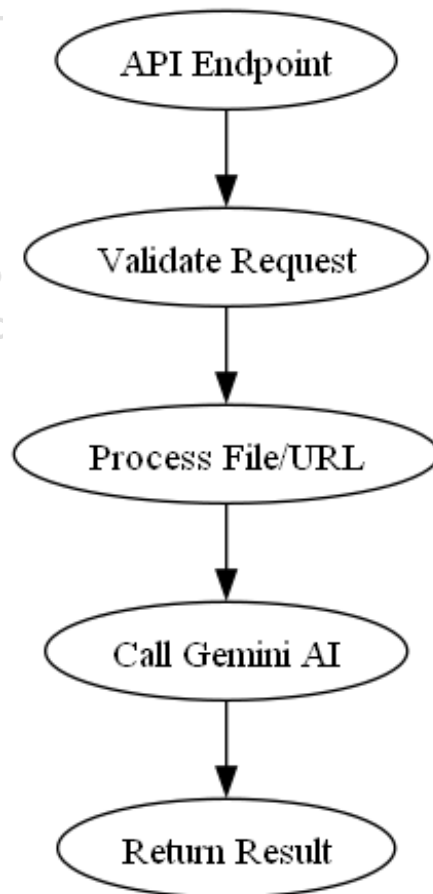 API Endpoint
Validate Request
Process File/URL
Call Gemini AI
Return Result